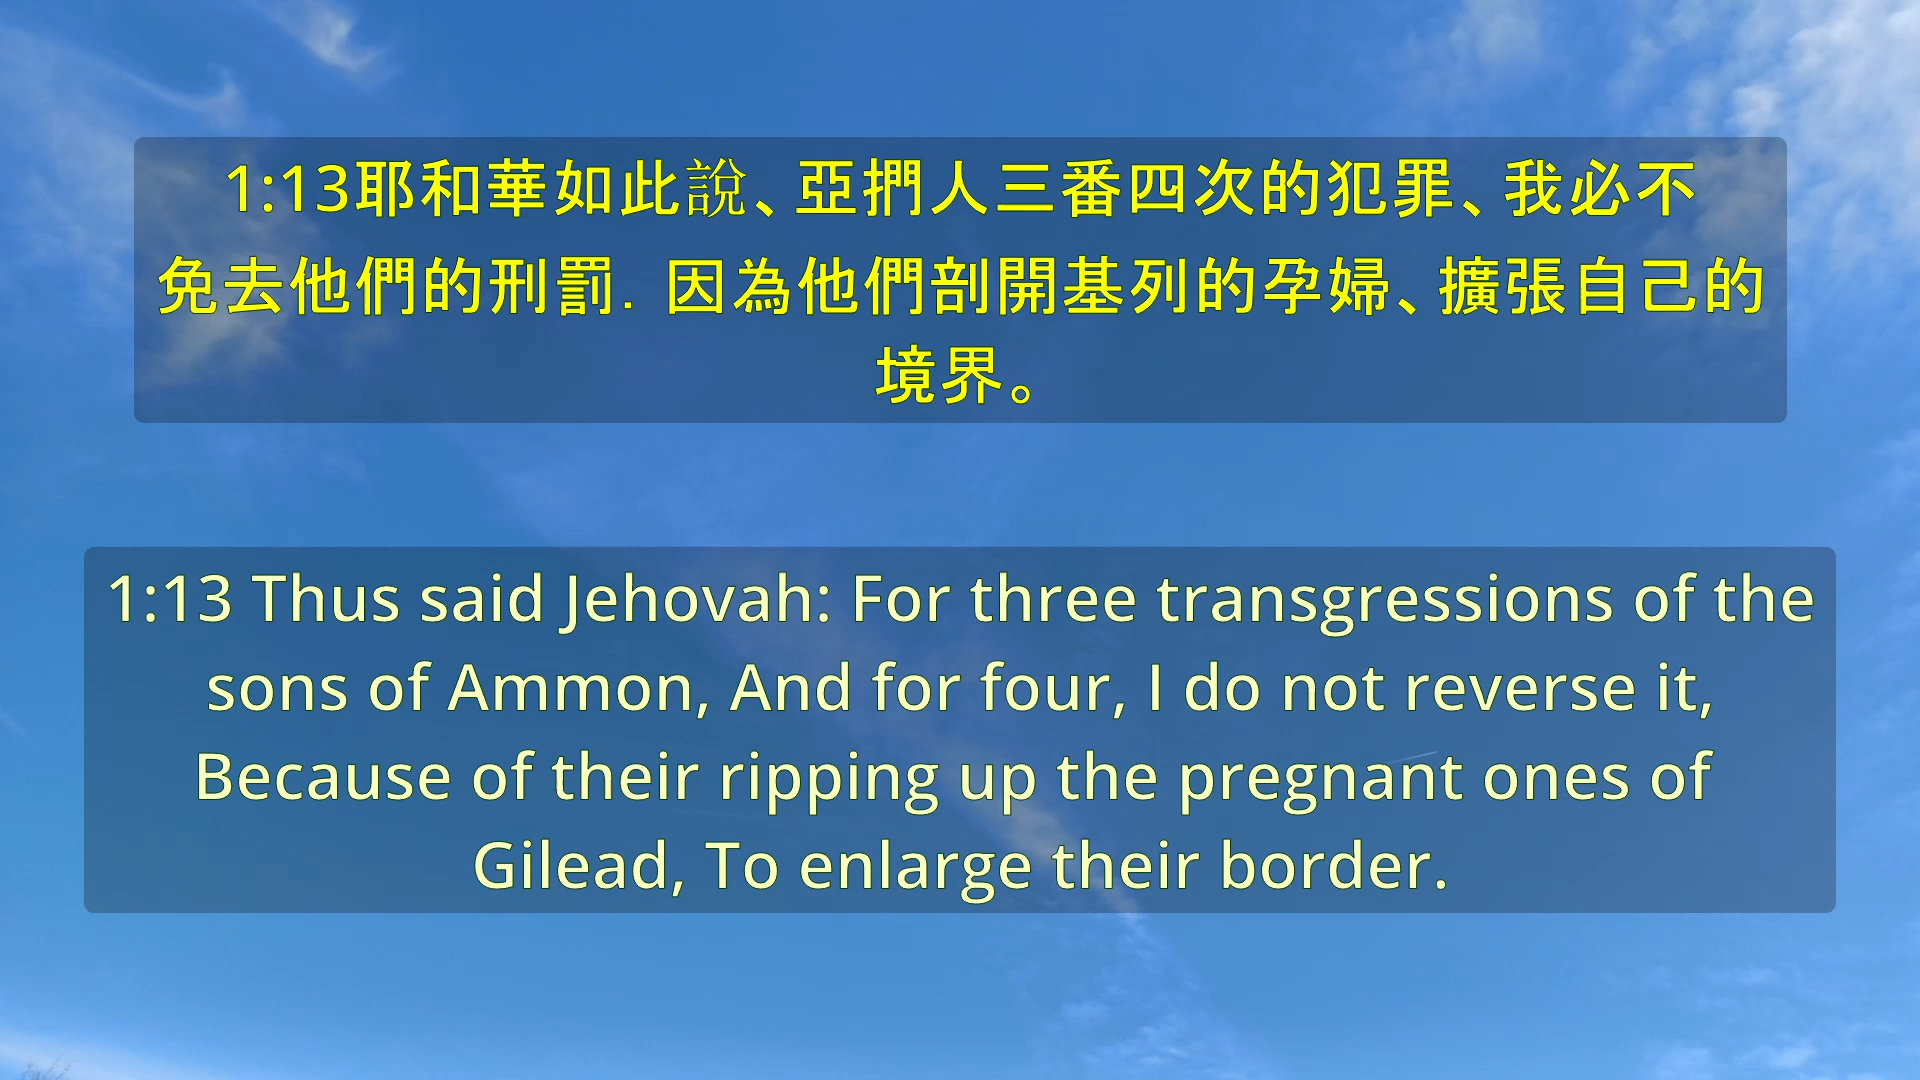 1:13耶和華如此說、亞捫人三番四次的犯罪、我必不
免去他們的刑罰．因為他們剖開基列的孕婦、擴張自己的
境界。
1:13 Thus said Jehovah: For three transgressions of the
sons of Ammon, And for four, I do not reverse it,
Because of their ripping up the pregnant ones of
Gilead, To enlarge their border.